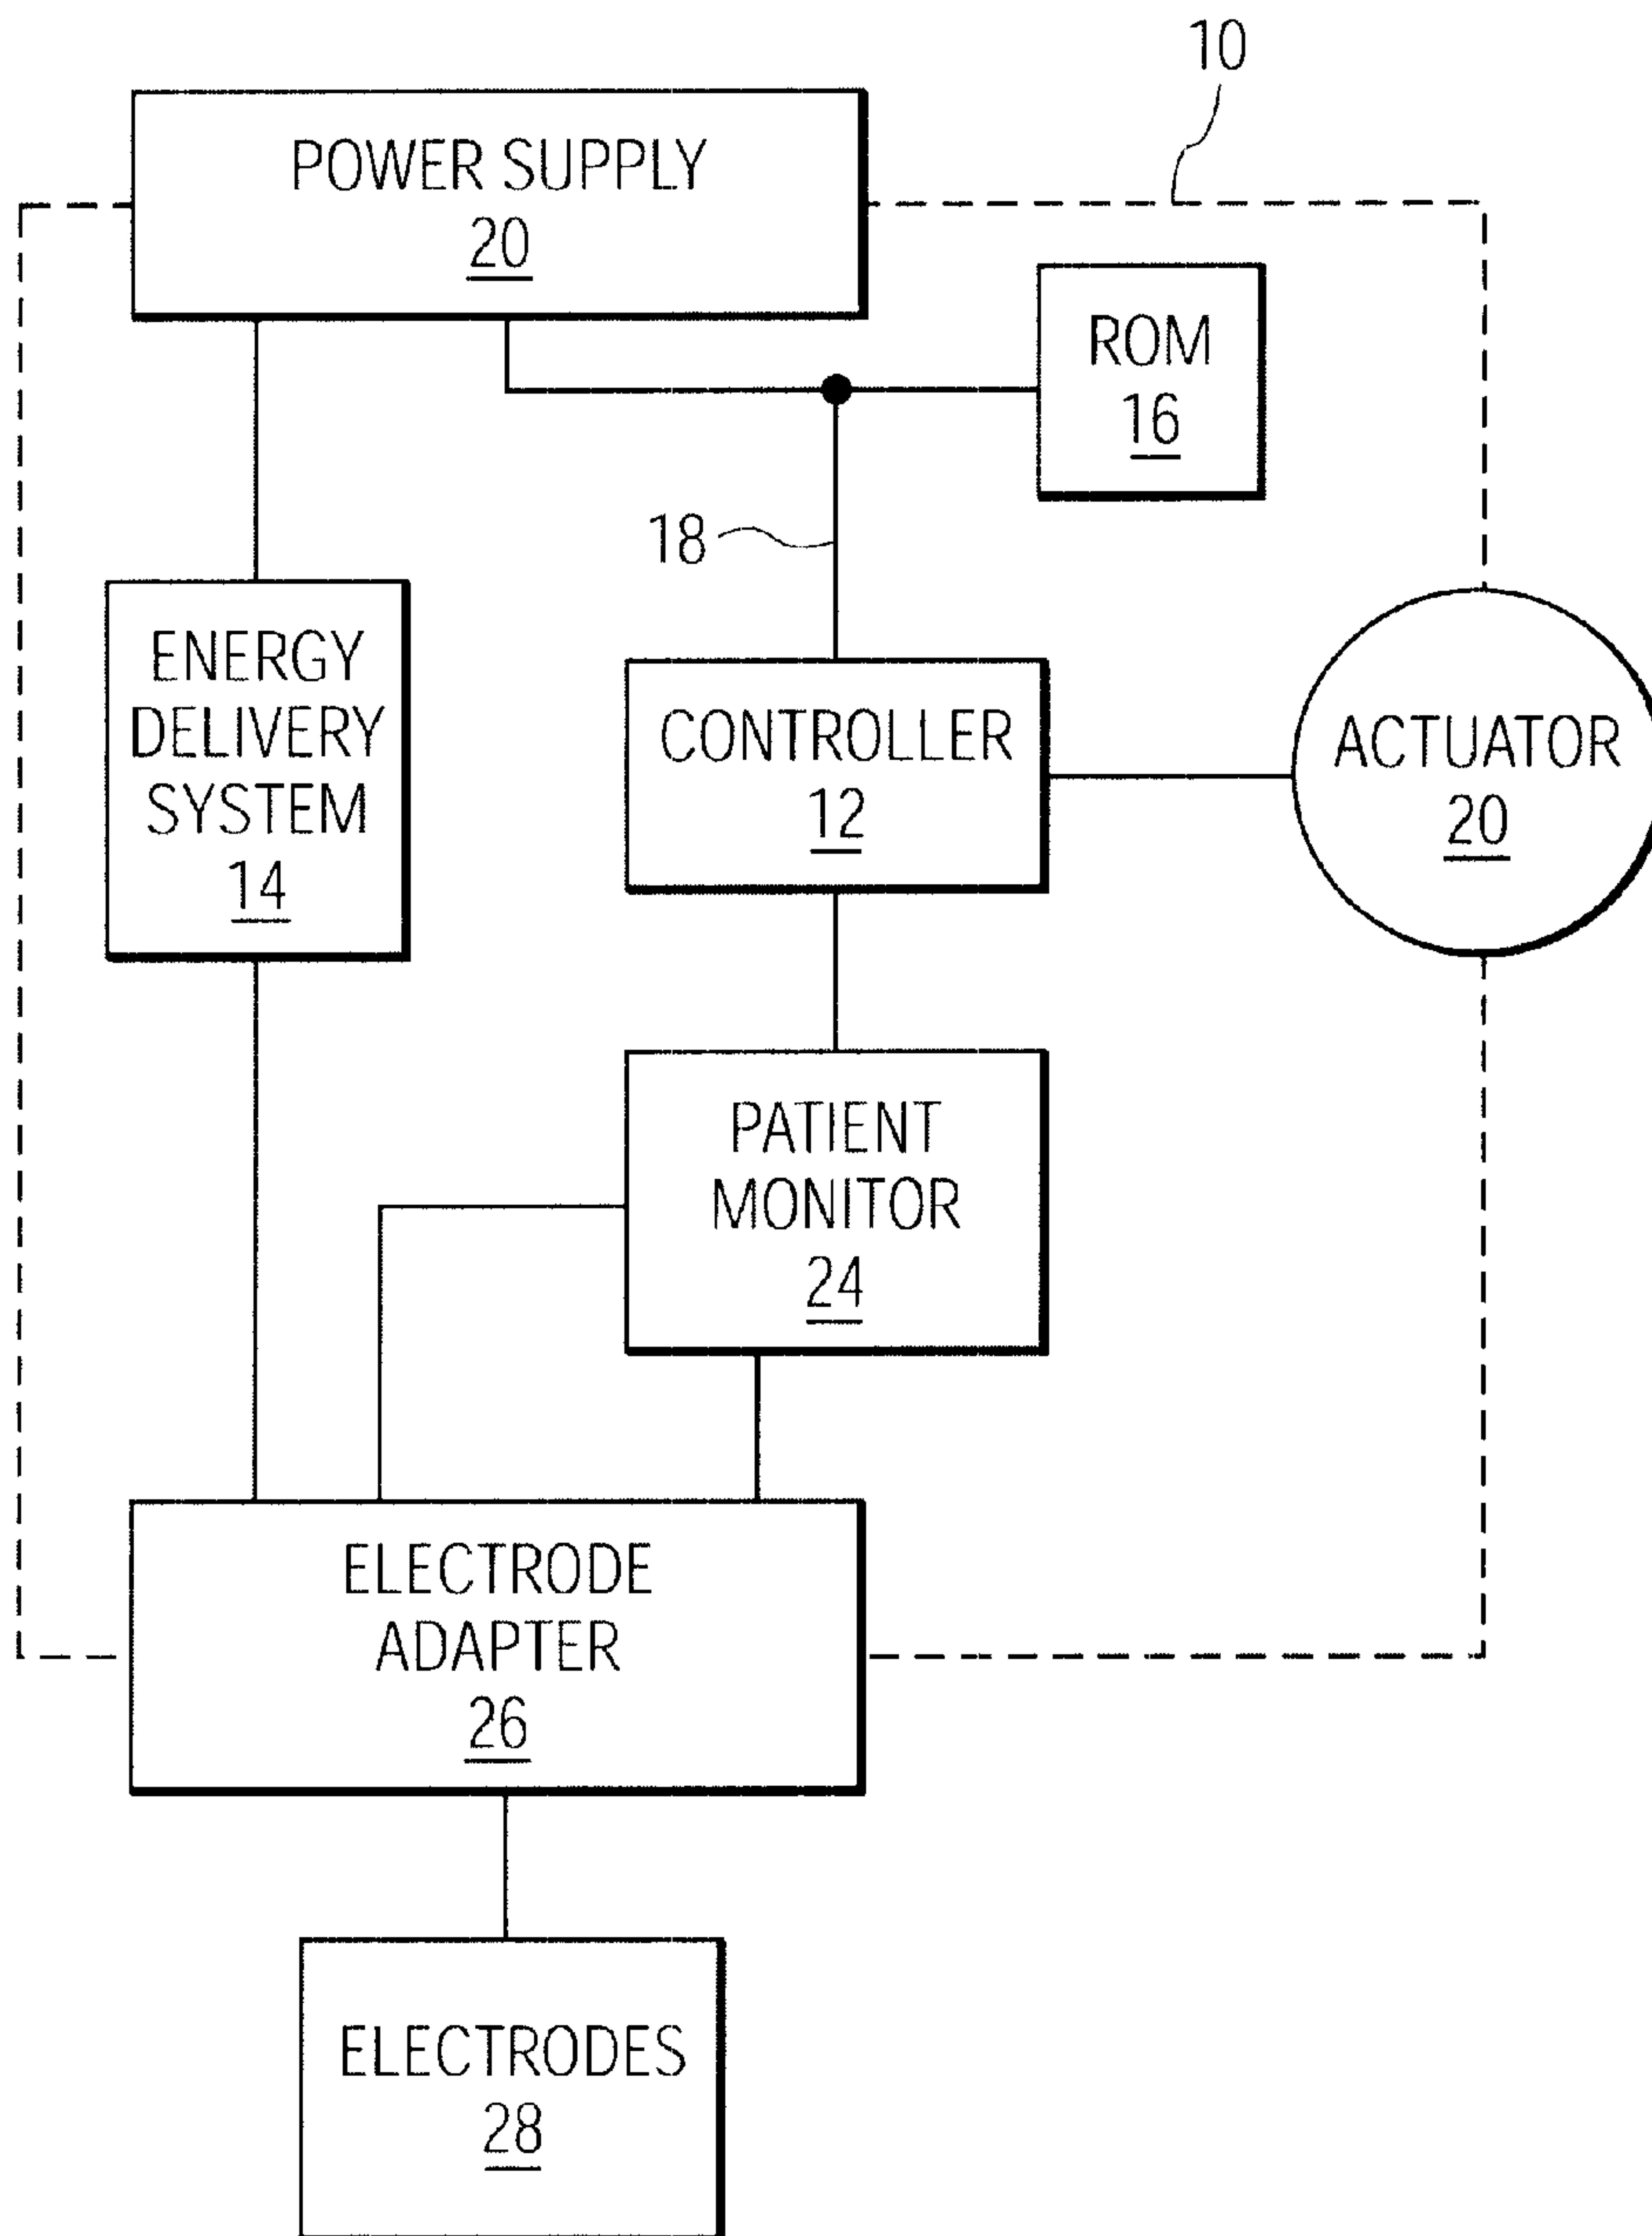 10
POWER SUPPLY
20
ROM
16
18
ENERGY
DELIVERY
SYSTEM
14
CONTROLLER
12
ACTUATOR
20
PATIENT
MONITOR
24
ELECTRODE
ADAPTER
26
ELECTRODES
28